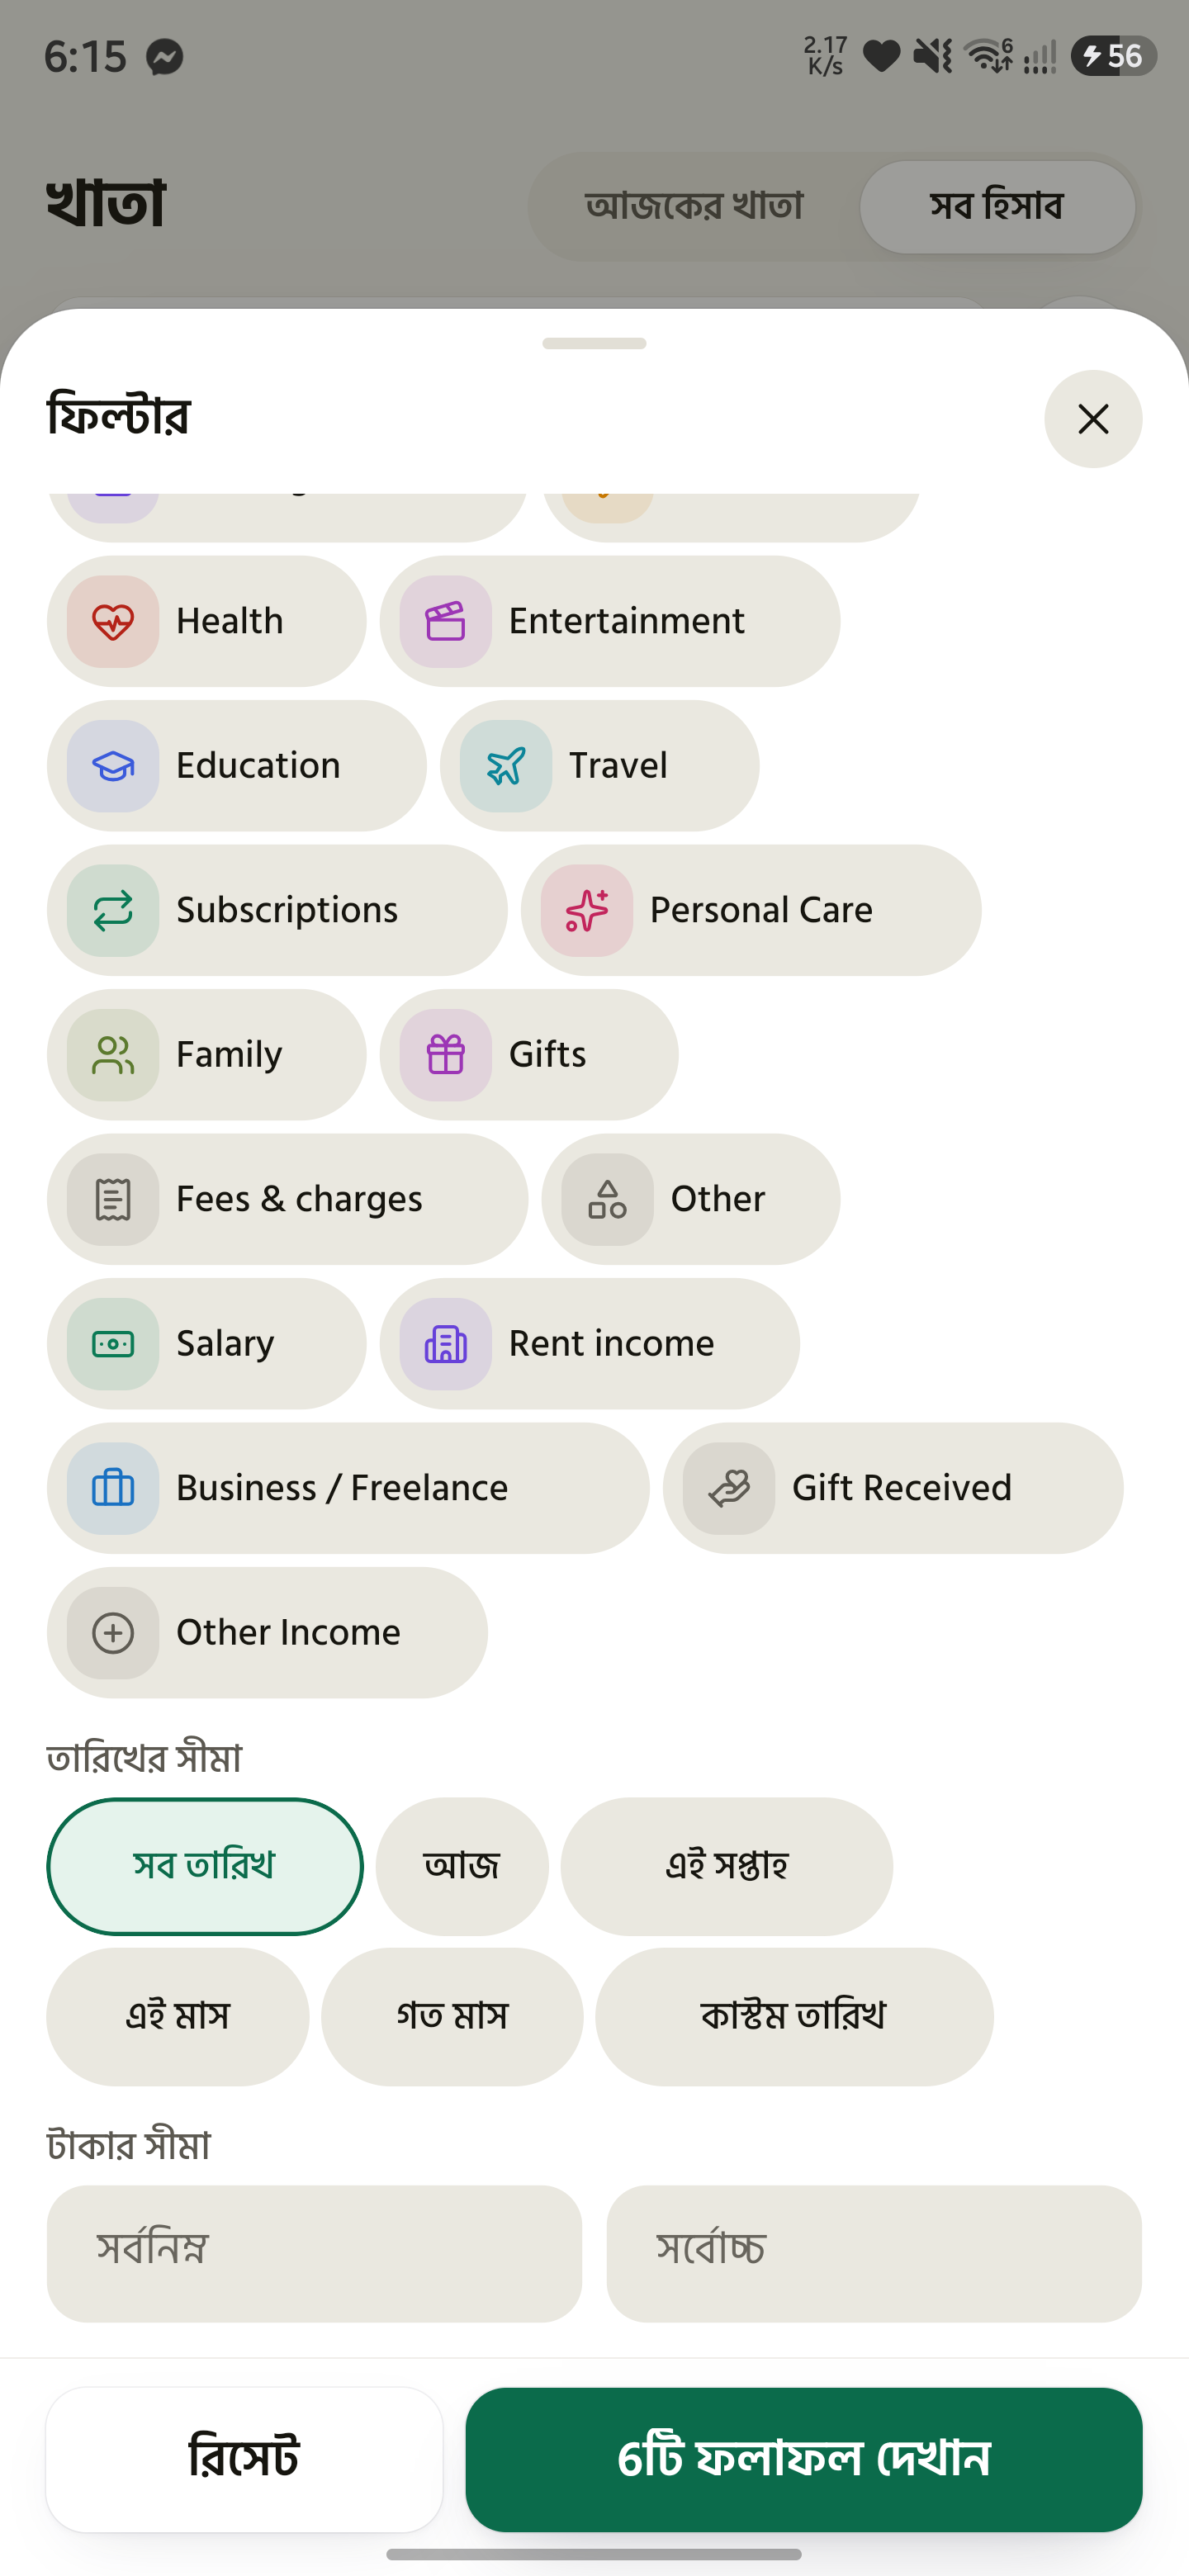 6:15
2.17 K/s
6
56
খাতা
আজকের খাতা
সব হিসাব
ফিল্টার
Health
Entertainment
Education
Travel
Subscriptions
Personal Care
Family
Gifts
Fees & charges
Other
Salary
Rent income
Business / Freelance
Gift Received
Other Income
তারিখের সীমা
সব তারিখ
আজ
এই সপ্তাহ
এই মাস
গত মাস
কাস্টম তারিখ
টাকার সীমা
সর্বনিম্ন
সর্বোচ্চ
রিসেট
6টি ফলাফল দেখান